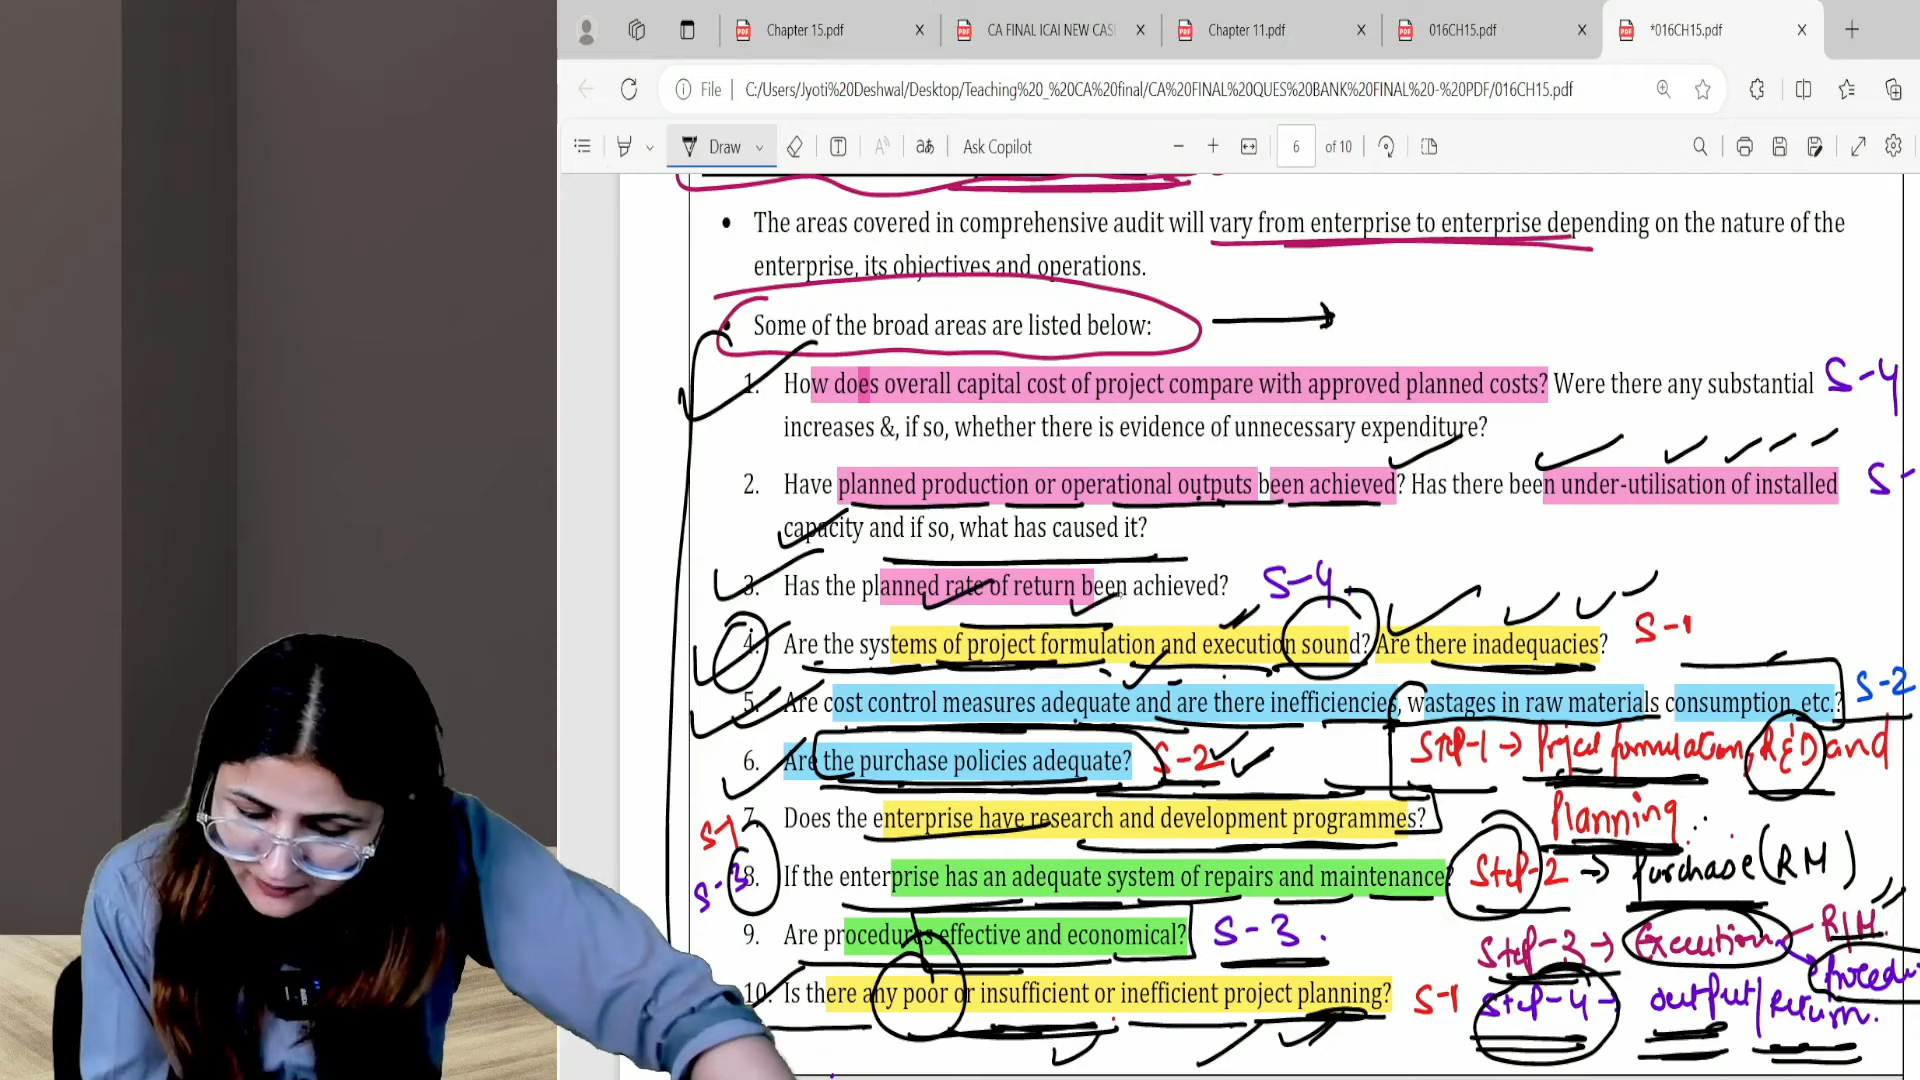 Chapter 15.pdf
CA FINAL ICAI NEW CAS
Chapter 11.pdf
016CH15.pdf
*016CH15.pdf
File
C:/Users/Jyoti%20Deshwal/Desktop/Teaching%20_%20CA%20final/CA%20FINAL%20QUES%20BANK%20FINAL%20-%20PDF/016CH15.pdf
Draw
Ask Copilot
6 of 10
• The areas covered in comprehensive audit will vary from enterprise to enterprise depending on the nature of the
enterprise, its objectives and operations.
• Some of the broad areas are listed below:
1. How does overall capital cost of project compare with approved planned costs? Were there any substantial S-4
increases &, if so, whether there is evidence of unnecessary expenditure?
2. Have planned production or operational outputs been achieved? Has there been under-utilisation of installed S-
capacity and if so, what has caused it?
3. Has the planned rate of return been achieved? S-4
4. Are the systems of project formulation and execution sound? Are there inadequacies? S-1
5. Are cost control measures adequate and are there inefficiencies, wastages in raw materials consumption etc.? S-2
6. Are the purchase policies adequate? S-2
Step-1 → Project formulation, R&D and
Planning
S-1 7. Does the enterprise have research and development programmes?
S-3 8. If the enterprise has an adequate system of repairs and maintenance?
Step-2 → Purchase (RM)
9. Are procedures effective and economical? S-3.
Step-3 → Execution R/M.
Procedu
10. Is there any poor or insufficient or inefficient project planning? S-1
Step-4 → output/return.